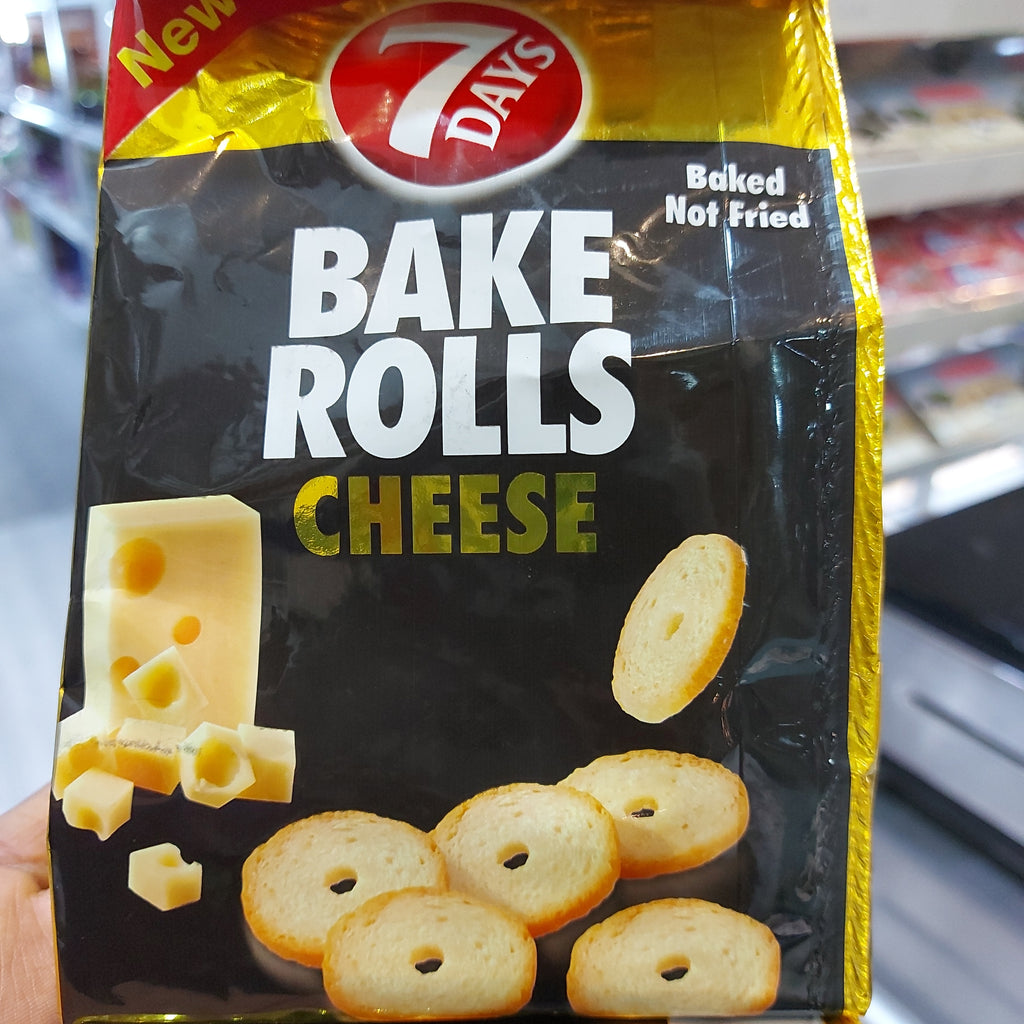 New
7
DAYS
Baked
Not Fried
BAKE
ROLLS
CHEESE